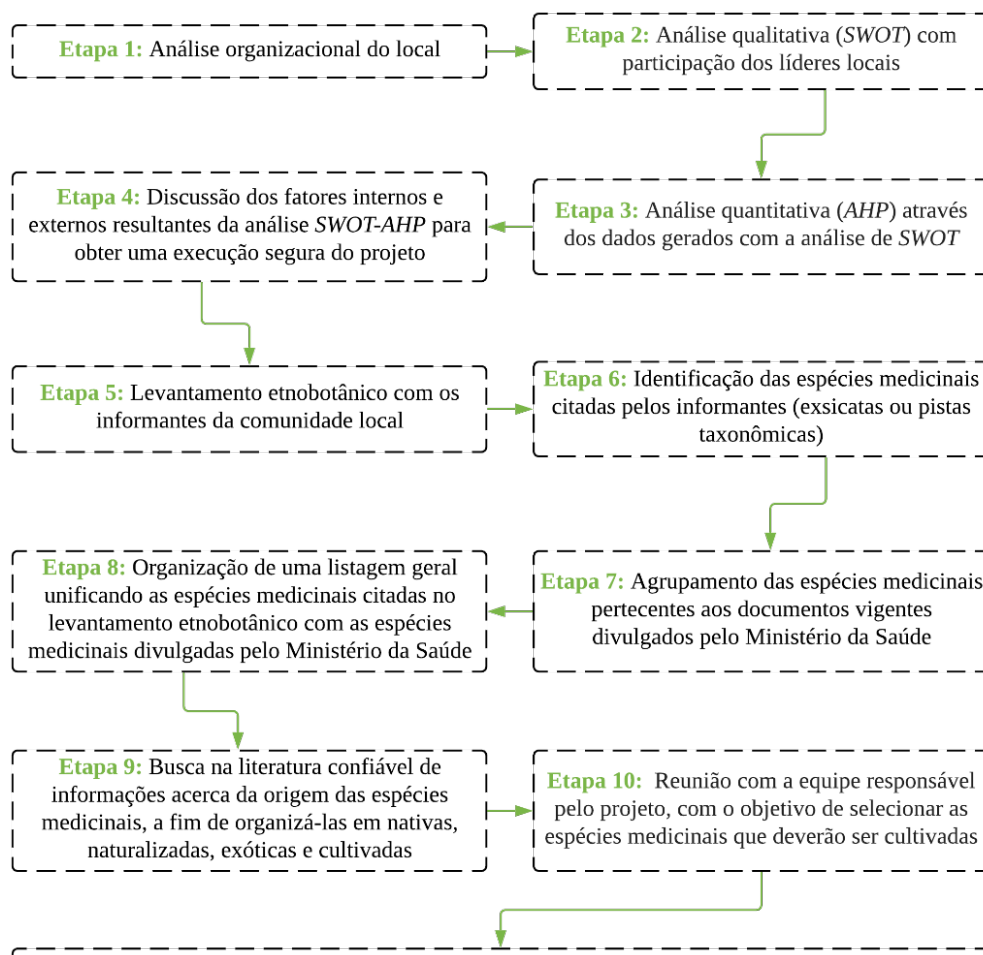 Etapa 1: Análise organizacional do local
Etapa 2: Análise qualitativa (SWOT) com
participação dos líderes locais
Etapa 3: Análise quantitativa (AHP) através
dos dados gerados com a análise de SWOT
Etapa 4: Discussão dos fatores internos e
externos resultantes da análise SWOT-AHP para
obter uma execução segura do projeto
Etapa 5: Levantamento etnobotânico com os
informantes da comunidade local
Etapa 6: Identificação das espécies medicinais
citadas pelos informantes (exsicatas ou pistas
taxonômicas)
Etapa 7: Agrupamento das espécies medicinais
pertecentes aos documentos vigentes
divulgados pelo Ministério da Saúde
Etapa 8: Organização de uma listagem geral
unificando as espécies medicinais citadas no
levantamento etnobotânico com as espécies
medicinais divulgadas pelo Ministério da Saúde
Etapa 9: Busca na literatura confiável de
informações acerca da origem das espécies
medicinais, a fim de organizá-las em nativas,
naturalizadas, exóticas e cultivadas
Etapa 10: Reunião com a equipe responsável
pelo projeto, com o objetivo de selecionar as
espécies medicinais que deverão ser cultivadas